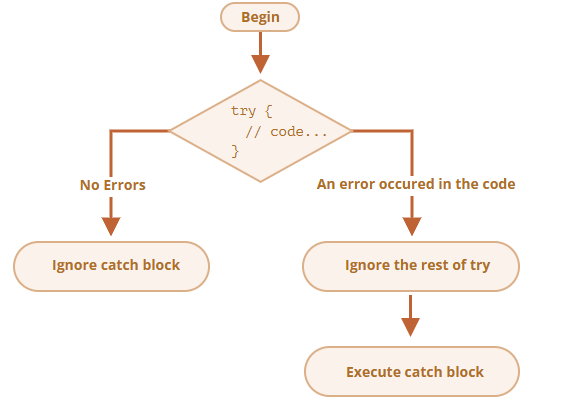 Begin
try {
// code...
}
No Errors
An error occured in the code
Ignore catch block
Ignore the rest of try
Execute catch block